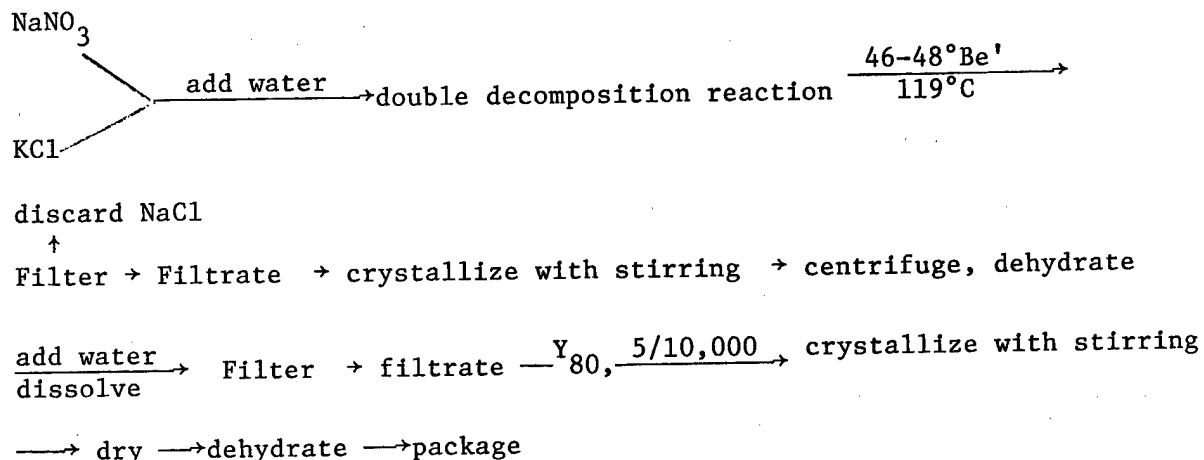 NaNO3
add water →double decomposition reaction 46-48°Be' →
119°C
KCl
discard NaCl
↑
Filter → Filtrate → crystallize with stirring → centrifuge, dehydrate
add water → Filter → filtrate —Y80, 5/10,000 → crystallize with stirring
dissolve
→ dry →dehydrate →package